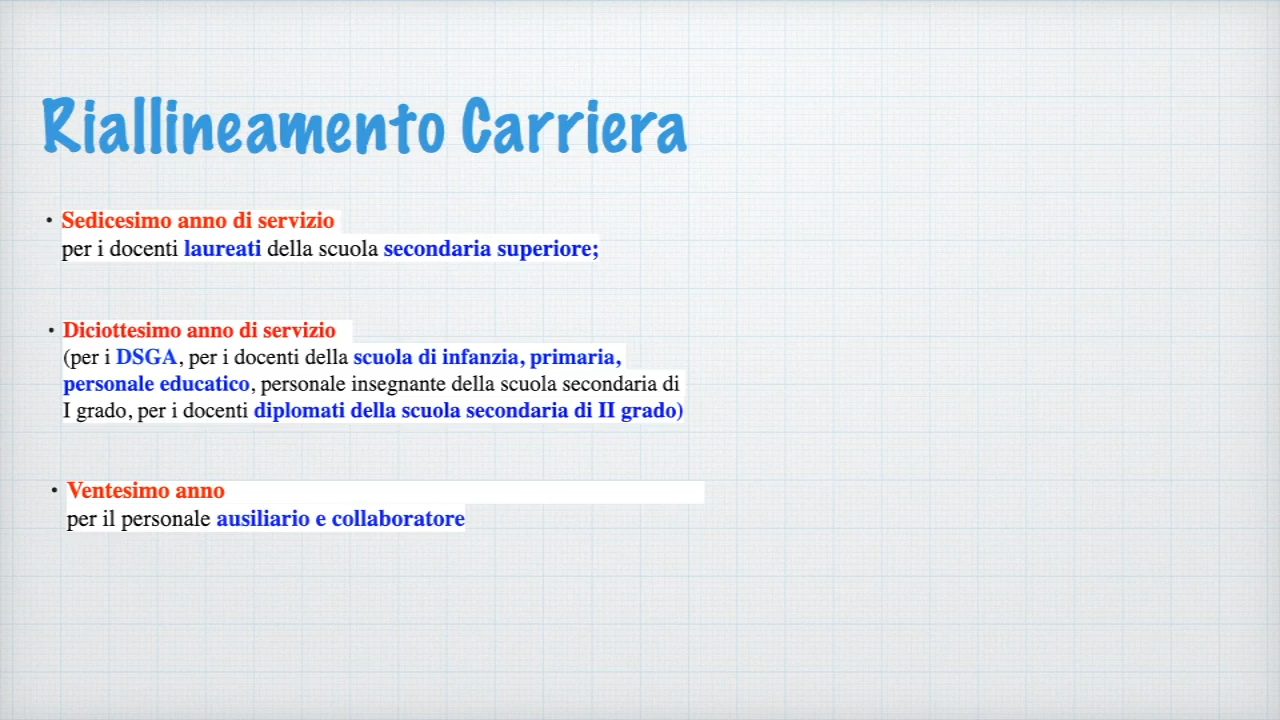 Riallineamento Carriera
• Sedicesimo anno di servizio
per i docenti laureati della scuola secondaria superiore;
• Diciottesimo anno di servizio
(per i DSGA, per i docenti della scuola di infanzia, primaria,
personale educatico, personale insegnante della scuola secondaria di
I grado, per i docenti diplomati della scuola secondaria di II grado)
• Ventesimo anno
per il personale ausiliario e collaboratore